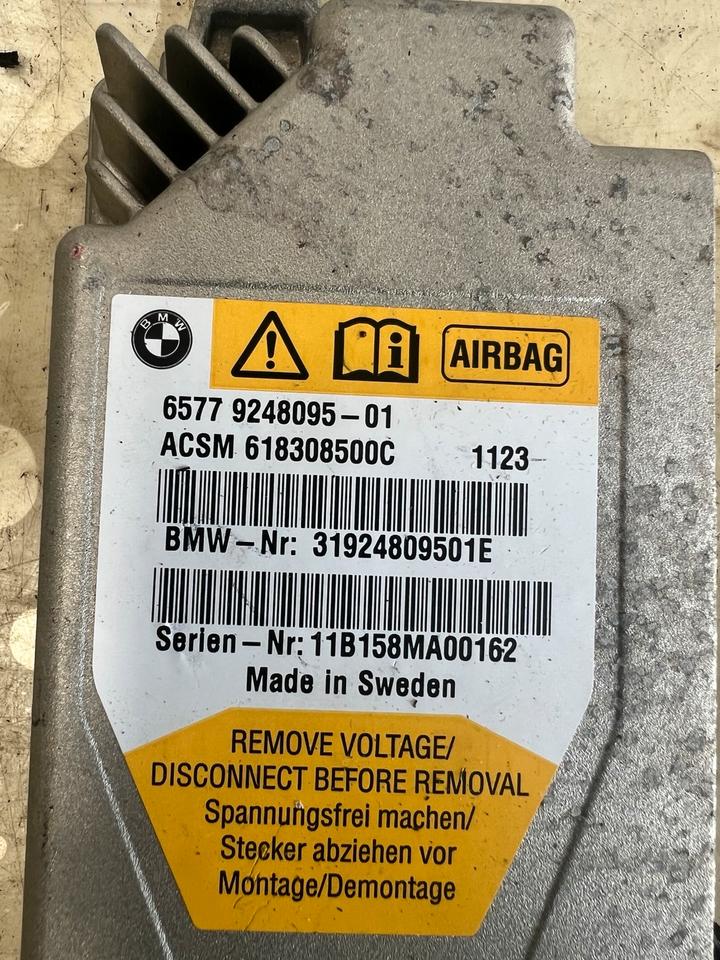 BMW
i AIRBAG
6577 9248095-01
ACSM 618308500C 1123
BMW-Nr: 31924809501E
Serien-Nr: 11B158MA00162
Made in Sweden
REMOVE VOLTAGE/
DISCONNECT BEFORE REMOVAL
Spannungsfrei machen/
Stecker abziehen vor
Montage/Demontage